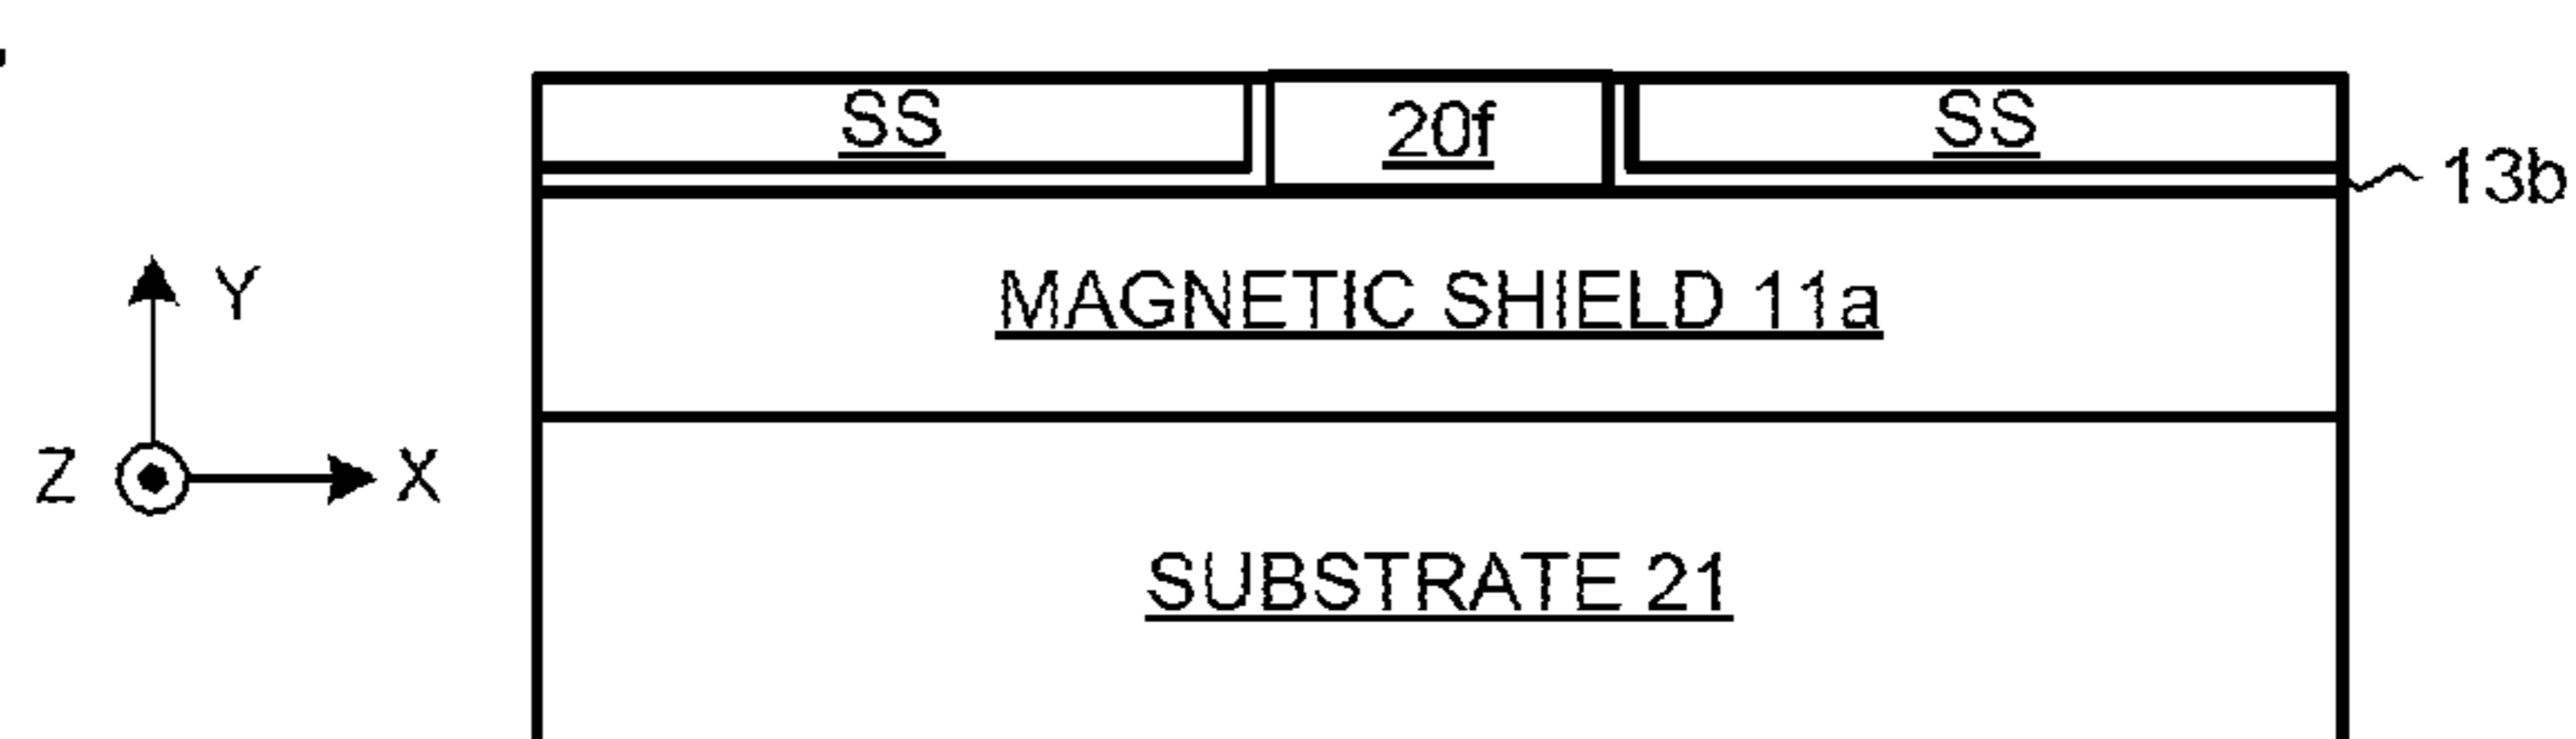 SS 20f SS
13b
Y
MAGNETIC SHIELD 11a
Z X
SUBSTRATE 21